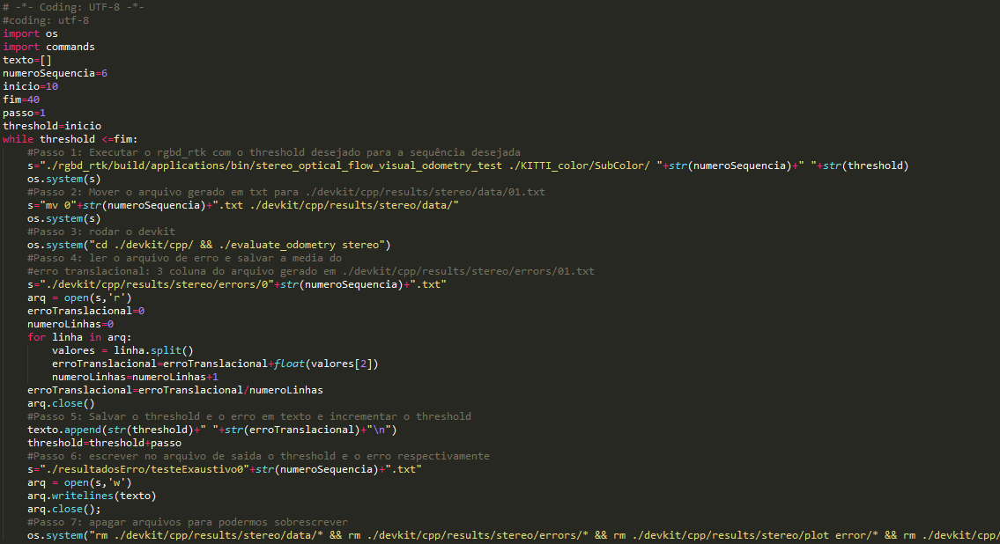 # -*- Coding: UTF-8 -*-
#coding: utf-8
import os
import commands
texto=[]
numeroSequencia=6
inicio=10
fim=40
passo=1
threshold=inicio
while threshold <=fim:
    #Passo 1: Executar o rgbd_rtk com o threshold desejado para a sequência desejada
    s="./rgbd_rtk/build/applications/bin/stereo_optical_flow_visual_odometry_test ./KITTI_color/SubColor/ "+str(numeroSequencia)+" "+str(threshold)
    os.system(s)
    #Passo 2: Mover o arquivo gerado em txt para ./devkit/cpp/results/stereo/data/01.txt
    s="mv 0"+str(numeroSequencia)+".txt ./devkit/cpp/results/stereo/data/"
    os.system(s)
    #Passo 3: rodar o devkit
    os.system("cd ./devkit/cpp/ && ./evaluate_odometry stereo")
    #Passo 4: ler o arquivo de erro e salvar a media do
    #erro translacional: 3 coluna do arquivo gerado em ./devkit/cpp/results/stereo/errors/01.txt
    s="./devkit/cpp/results/stereo/errors/0"+str(numeroSequencia)+".txt"
    arq = open(s,'r')
    erroTranslacional=0
    numeroLinhas=0
    for linha in arq:
        valores = linha.split()
        erroTranslacional=erroTranslacional+float(valores[2])
        numeroLinhas=numeroLinhas+1
    erroTranslacional=erroTranslacional/numeroLinhas
    arq.close()
    #Passo 5: Salvar o threshold e o erro em texto e incrementar o threshold
    texto.append(str(threshold)+" "+str(erroTranslacional)+"\n")
    threshold=threshold+passo
    #Passo 6: escrever no arquivo de saida o threshold e o erro respectivamente
    s="./resultadosErro/testeExaustivo0"+str(numeroSequencia)+".txt"
    arq = open(s,'w')
    arq.writelines(texto)
    arq.close();
    #Passo 7: apagar arquivos para podermos sobrescrever
    os.system("rm ./devkit/cpp/results/stereo/data/* && rm ./devkit/cpp/results/stereo/errors/* && rm ./devkit/cpp/results/stereo/plot error/* && rm ./devkit/cpp/